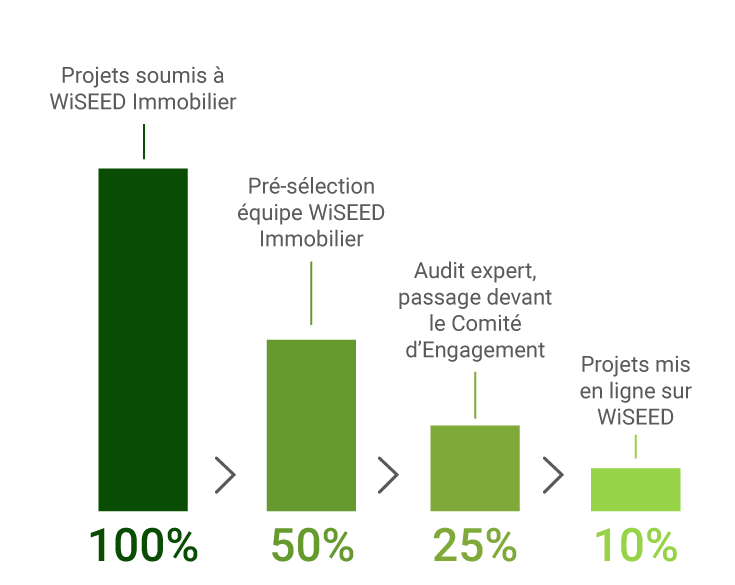 Projets soumis à
WiSEED Immobilier
Pré-sélection
équipe WiSEED
Immobilier
Audit expert,
passage devant
le Comité
d’Engagement
Projets mis
en ligne sur
WiSEED
100%
50%
25%
10%